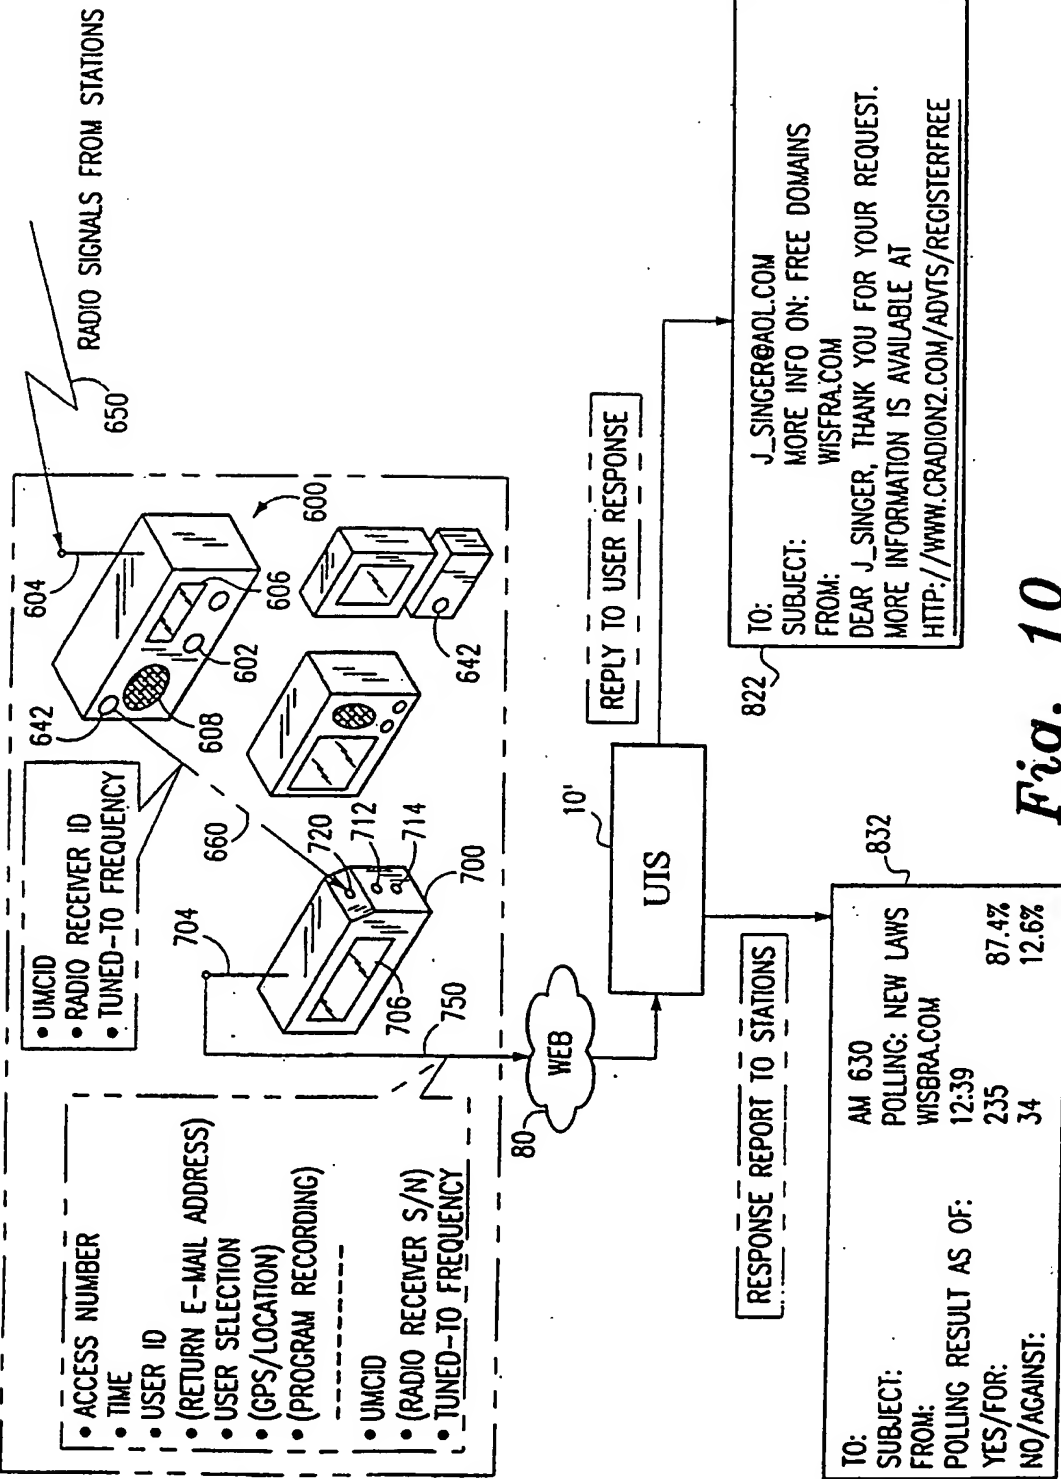 RADIO SIGNALS FROM STATIONS
650
604
642
600
606
602
608
642
• UMCID
• RADIO RECEIVER ID
• TUNED-TO FREQUENCY
660
720
712
714
700
704
706
750
• ACCESS NUMBER
• TIME
• USER ID
• (RETURN E-MAIL ADDRESS)
• USER SELECTION
• (GPS/LOCATION)
• (PROGRAM RECORDING)
• UMCID
• (RADIO RECEIVER S/N)
• TUNED-TO FREQUENCY
80
WEB
10'
UIS
REPLY TO USER RESPONSE
RESPONSE REPORT TO STATIONS
822
TO: J_SINGER@AOL.COM
SUBJECT: MORE INFO ON: FREE DOMAINS
FROM: WISFRA.COM
DEAR J_SINGER, THANK YOU FOR YOUR REQUEST.
MORE INFORMATION IS AVAILABLE AT
HTTP://WWW.CRADION2.COM/ADVTS/REGISTERFREE
832
TO: AM 630
SUBJECT: POLLING: NEW LAWS
FROM: WISBRA.COM
POLLING RESULT AS OF: 12:39
YES/FOR: 235 87.4%
NO/AGAINST: 34 12.6%
Fig. 10